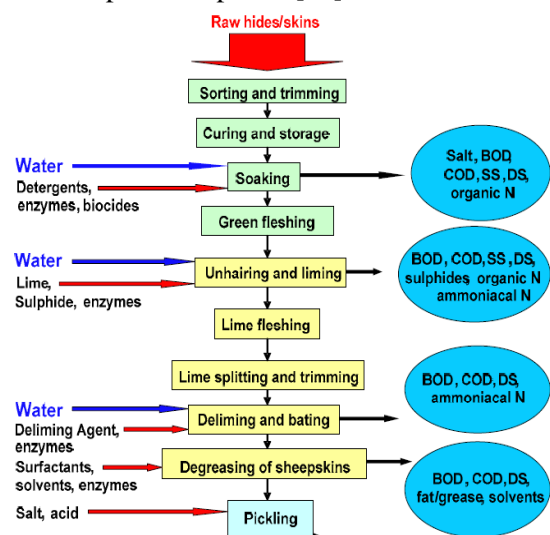 Raw hides/skins
Sorting and trimming
Curing and storage
Water
Detergents,
enzymes, biocides
Soaking
Salt, BOD,
COD, SS, DS,
organic N
Green fleshing
Water
Lime,
Sulphide, enzymes
Unhairing and liming
BOD, COD, SS, DS,
sulphides, organic N
ammoniacal N
Lime fleshing
Lime splitting and trimming
Water
Deliming Agent,
enzymes
Deliming and bating
BOD, COD, DS,
ammoniacal N
Surfactants,
solvents, enzymes
Degreasing of sheepskins
BOD, COD, DS,
fat/grease, solvents
Salt, acid
Pickling